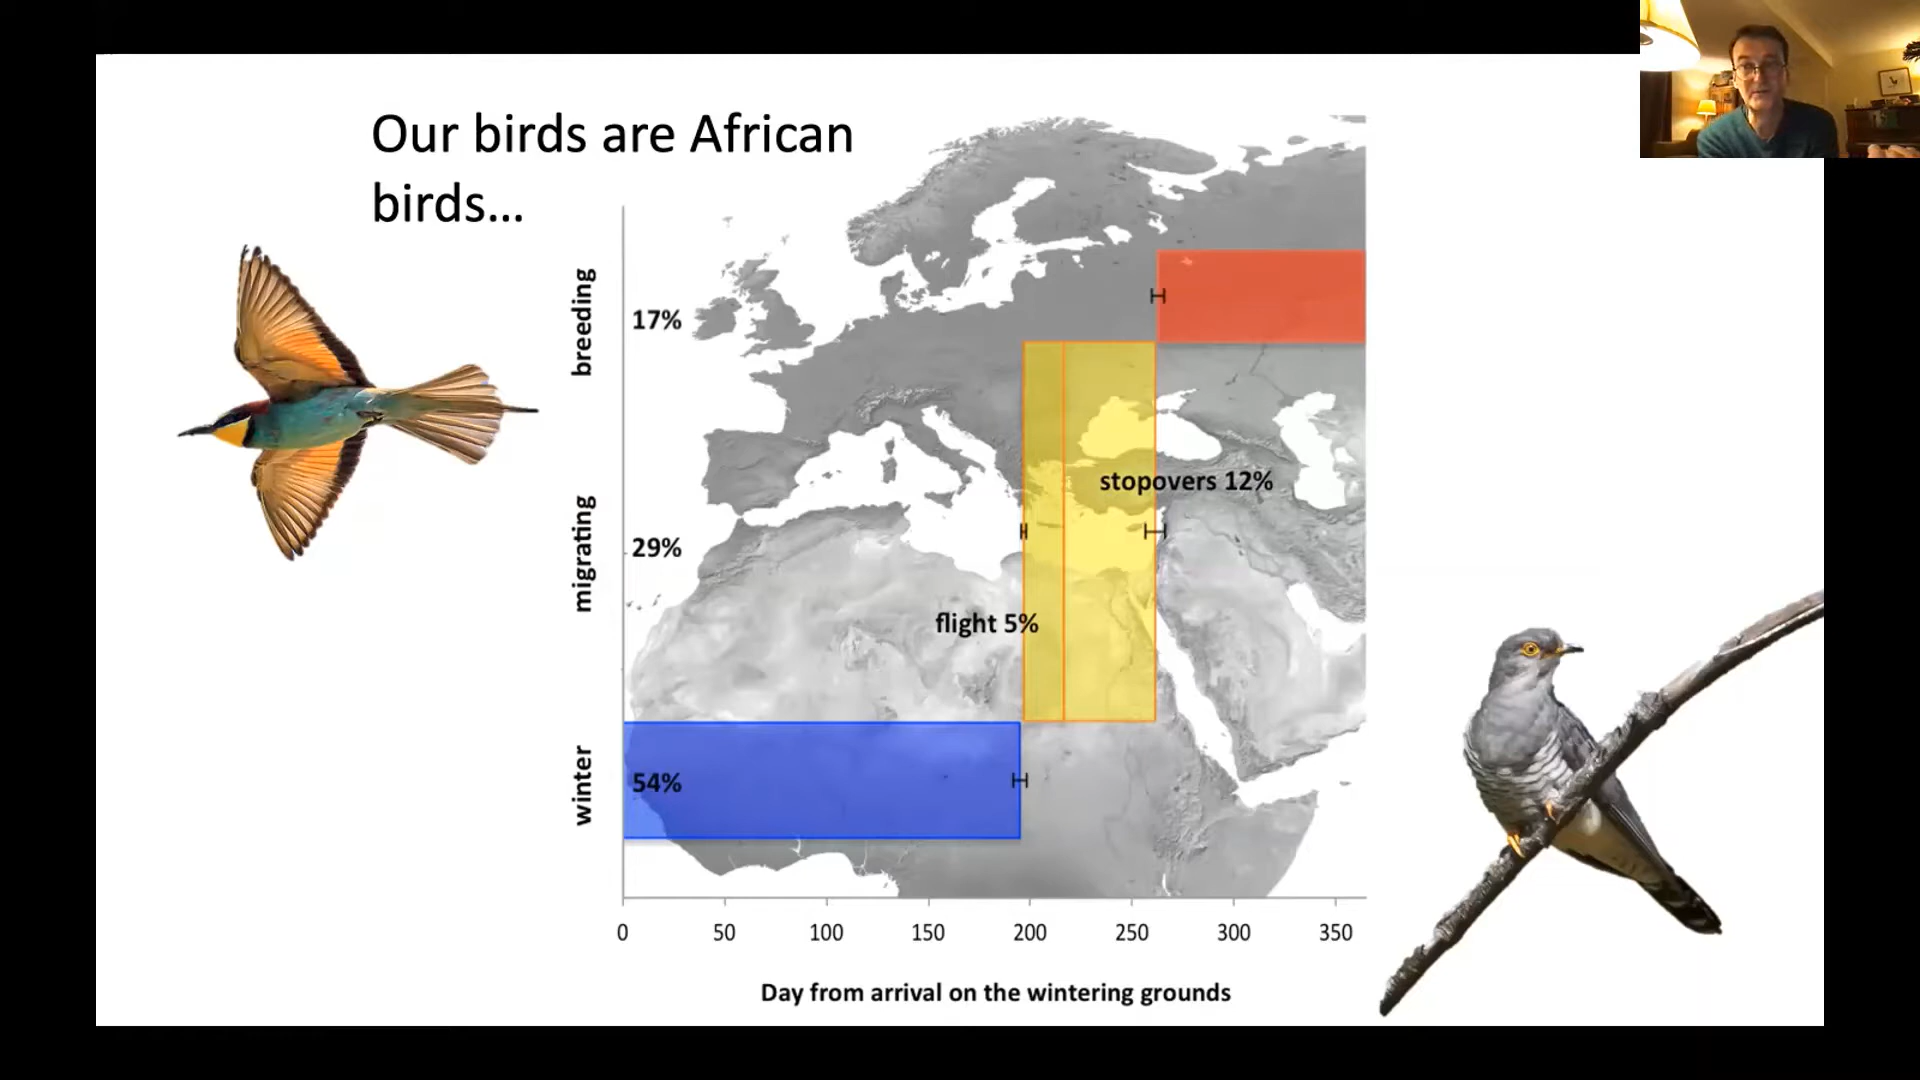 Our birds are African
birds...
breeding
17%
stopovers 12%
migrating
29%
flight 5%
winter
54%
0 50 100 150 200 250 300 350
Day from arrival on the wintering grounds